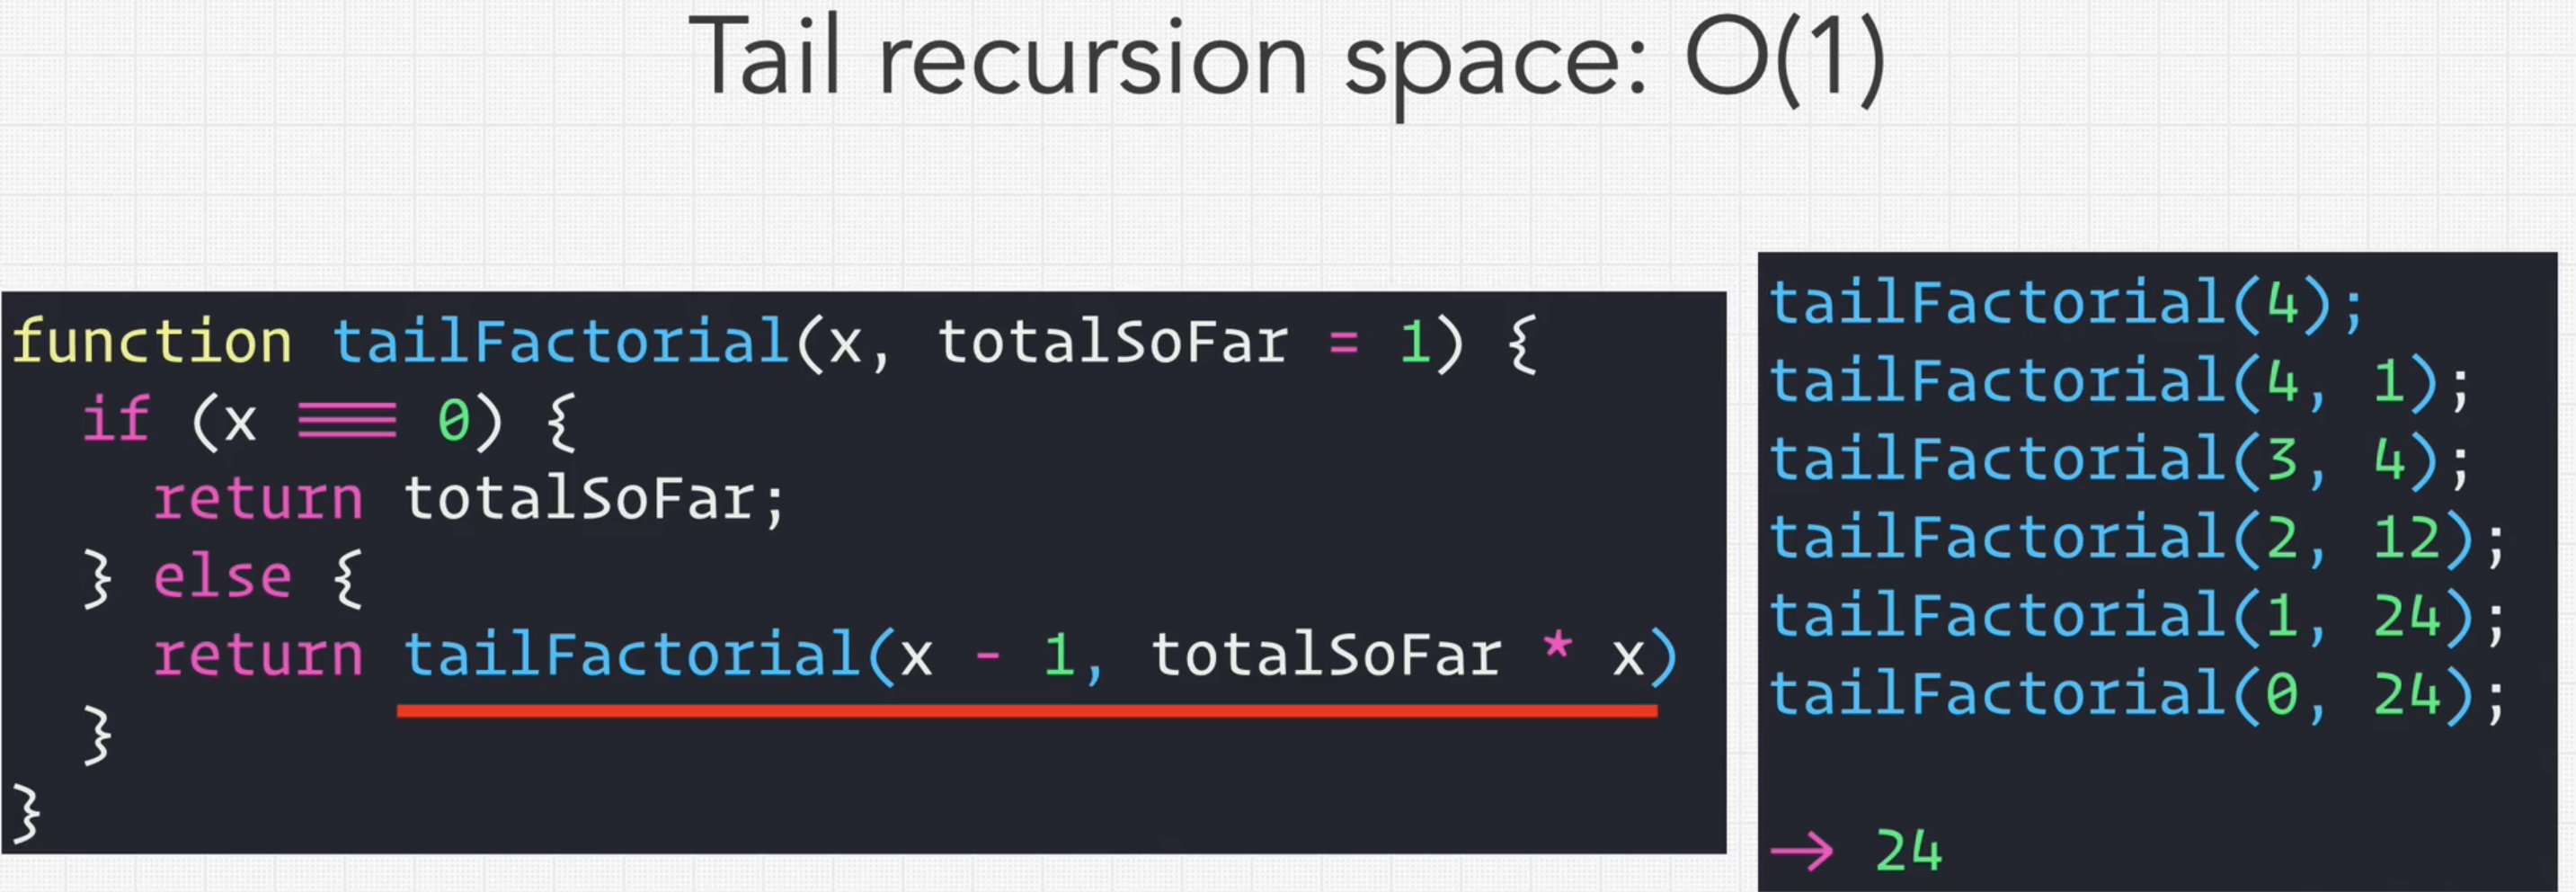 Tail recursion space: O(1)
function tailFactorial(x, totalSoFar = 1) {
  if (x === 0) {
    return totalSoFar;
  } else {
    return tailFactorial(x - 1, totalSoFar * x)
  }
}
tailFactorial(4);
tailFactorial(4, 1);
tailFactorial(3, 4);
tailFactorial(2, 12);
tailFactorial(1, 24);
tailFactorial(0, 24);
→ 24